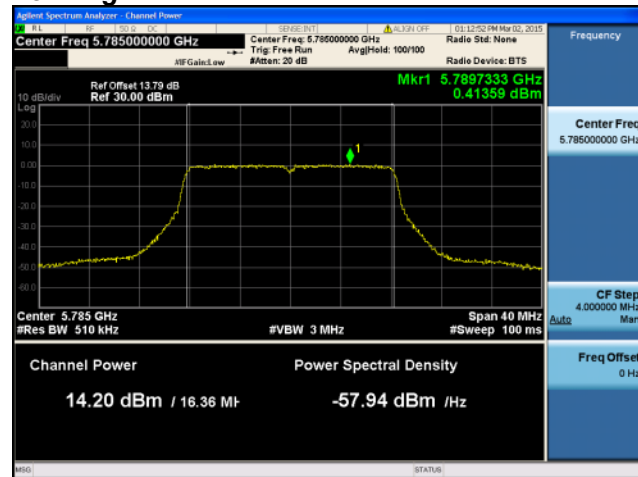 Agilent Spectrum Analyzer - Channel Power
RL RF 50 Ω DC SENSE:INT ALIGN OFF 01:12:52 PM Mar 02, 2015
Center Freq 5.785000000 GHz
Center Freq: 5.785000000 GHz
Radio Std: None
Trig: Free Run Avg|Hold: 100/100
#IFGain:Low #Atten: 20 dB Radio Device: BTS
Frequency
Ref Offset 13.79 dB
10 dB/div Ref 30.00 dBm
Mkr1 5.7897333 GHz
0.41359 dBm
Log
20.0
10.0
0.00
-10.0
-20.0
-30.0
-40.0
-50.0
-60.0
1
Center 5.785 GHz Span 40 MHz
#Res BW 510 kHz #VBW 3 MHz #Sweep 100 ms
Channel Power Power Spectral Density
14.20 dBm / 16.36 MH -57.94 dBm /Hz
Center Freq
5.785000000 GHz
CF Step
4.000000 MHz
Auto Man
Freq Offset
0 Hz
MSG STATUS